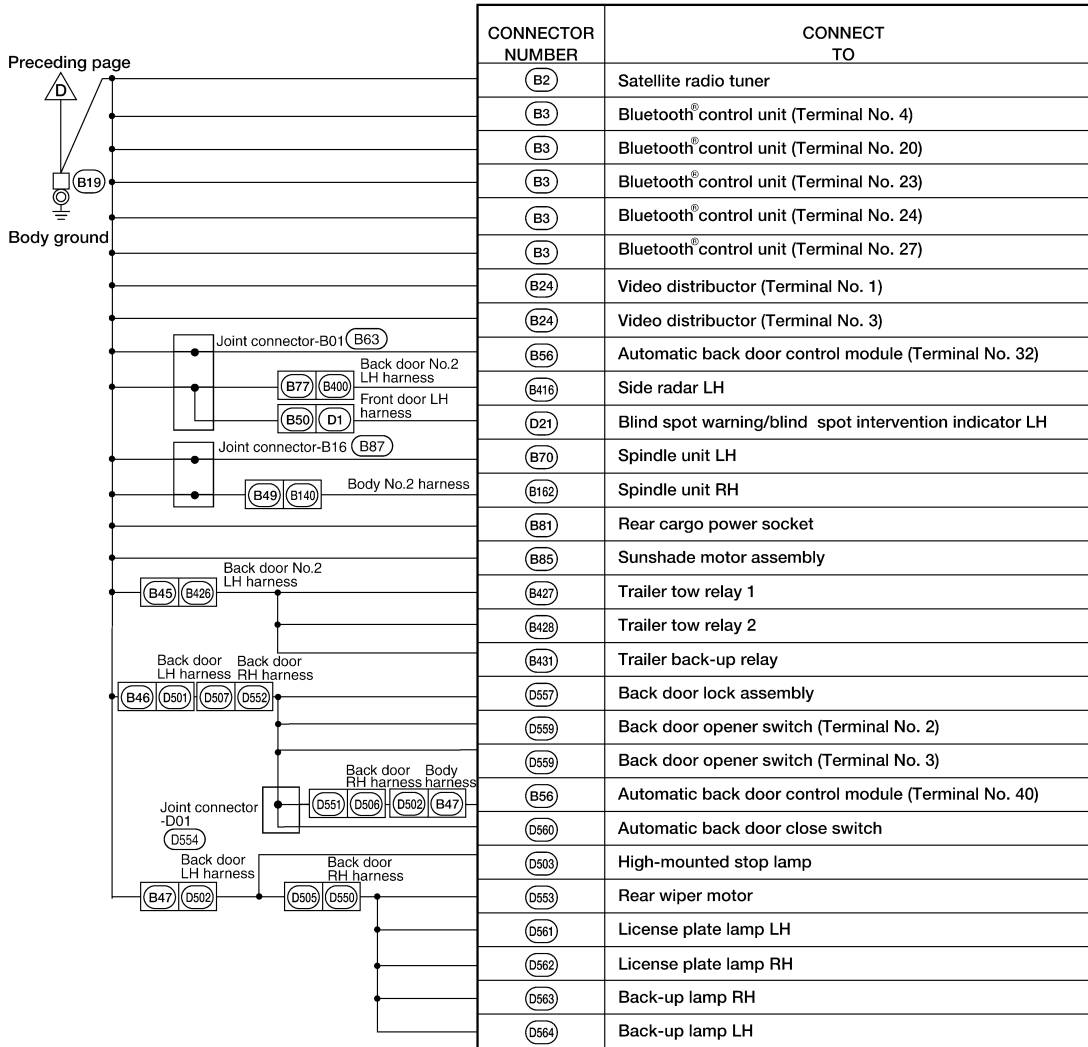 CONNECTOR NUMBER
CONNECT TO
Preceding page
D
B19
Body ground
B2 Satellite radio tuner
B3 Bluetooth® control unit (Terminal No. 4)
B3 Bluetooth® control unit (Terminal No. 20)
B3 Bluetooth® control unit (Terminal No. 23)
B3 Bluetooth® control unit (Terminal No. 24)
B3 Bluetooth® control unit (Terminal No. 27)
B24 Video distribuctor (Terminal No. 1)
B24 Video distribuctor (Terminal No. 3)
Joint connector-B01 B63
B56 Automatic back door control module (Terminal No. 32)
Back door No.2
LH harness
B77 B400
B416 Side radar LH
Front door LH
harness
B50 D1
D21 Blind spot warning/blind spot intervention indicator LH
Joint connector-B16 B87
B70 Spindle unit LH
B49 B140 Body No.2 harness
B162 Spindle unit RH
B81 Rear cargo power socket
B85 Sunshade motor assembly
Back door No.2
LH harness
B45 B426
B427 Trailer tow relay 1
B428 Trailer tow relay 2
B431 Trailer back-up relay
Back door
LH harness
Back door
RH harness
B46 D501 D507 D552
D557 Back door lock assembly
D559 Back door opener switch (Terminal No. 2)
D559 Back door opener switch (Terminal No. 3)
Back door
RH harness
Body
harness
D551 D506 D502 B47
B56 Automatic back door control module (Terminal No. 40)
Joint connector
-D01
D554
D560 Automatic back door close switch
D503 High-mounted stop lamp
Back door
LH harness
Back door
RH harness
B47 D502 D505 D550
D553 Rear wiper motor
D561 License plate lamp LH
D562 License plate lamp RH
D563 Back-up lamp RH
D564 Back-up lamp LH